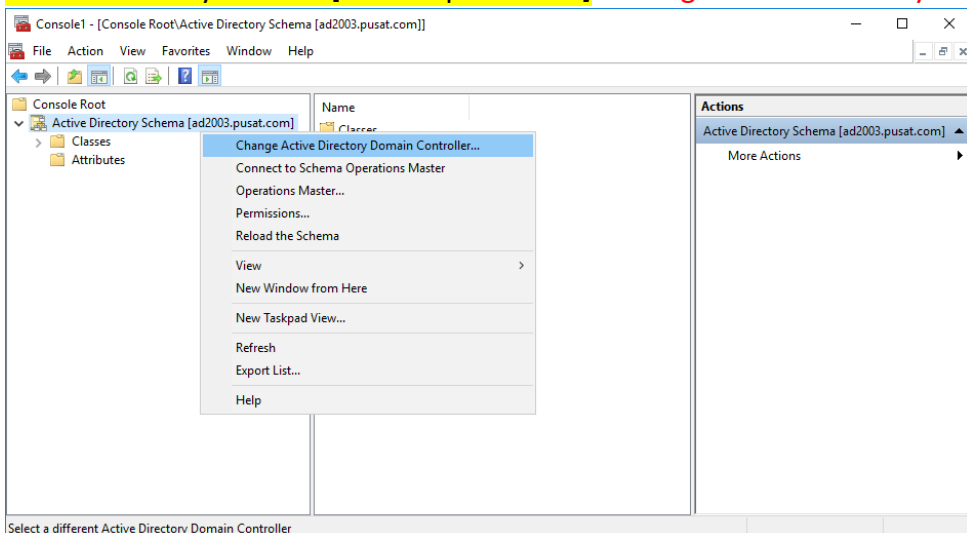 Console1 - [Console Root\Active Directory Schema [ad2003.pusat.com]]
File Action View Favorites Window Help
Console Root
Active Directory Schema [ad2003.pusat.com]
Classes
Attributes
Name
Classes
Change Active Directory Domain Controller...
Connect to Schema Operations Master
Operations Master...
Permissions...
Reload the Schema
View
New Window from Here
New Taskpad View...
Refresh
Export List...
Help
Actions
Active Directory Schema [ad2003.pusat.com]
More Actions
Select a different Active Directory Domain Controller